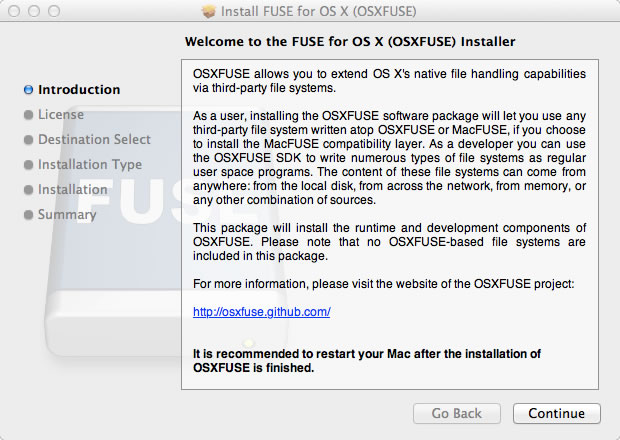 Install FUSE for OS X (OSXFUSE)
Welcome to the FUSE for OS X (OSXFUSE) Installer
Introduction
License
Destination Select
Installation Type
Installation
Summary
FUSE
OSXFUSE allows you to extend OS X's native file handling capabilities
via third-party file systems.
As a user, installing the OSXFUSE software package will let you use any
third-party file system written atop OSXFUSE or MacFUSE, if you choose
to install the MacFUSE compatibility layer. As a developer you can use
the OSXFUSE SDK to write numerous types of file systems as regular
user space programs. The content of these file systems can come from
anywhere: from the local disk, from across the network, from memory, or
any other combination of sources.
This package will install the runtime and development components of
OSXFUSE. Please note that no OSXFUSE-based file systems are
included in this package.
For more information, please visit the website of the OSXFUSE project:
http://osxfuse.github.com/
It is recommended to restart your Mac after the installation of
OSXFUSE is finished.
Go Back
Continue